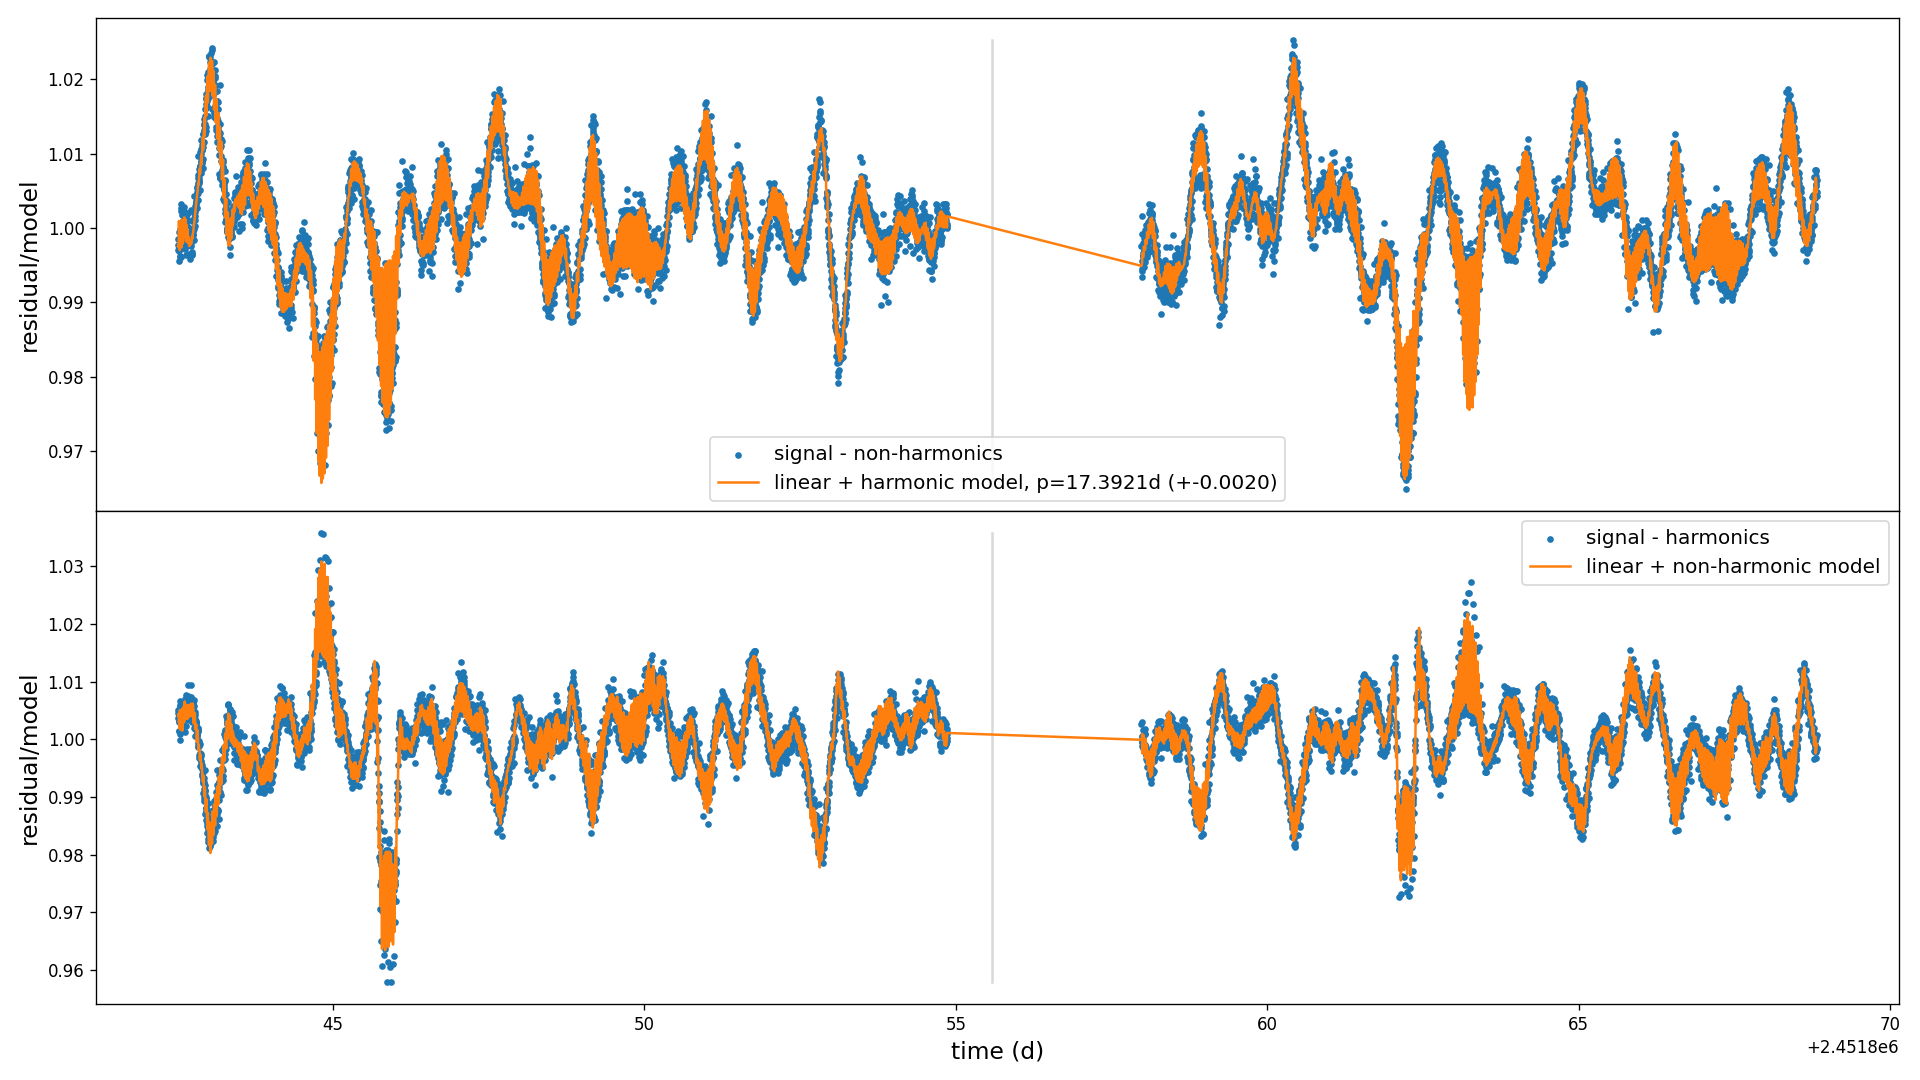 residual/model
1.02
1.01
1.00
0.99
0.98
0.97
signal - non-harmonics
linear + harmonic model, p=17.3921d (+-0.0020)
residual/model
1.03
1.02
1.01
1.00
0.99
0.98
0.97
0.96
signal - harmonics
linear + non-harmonic model
45 50 55 60 65 70
time (d)
+2.4518e6